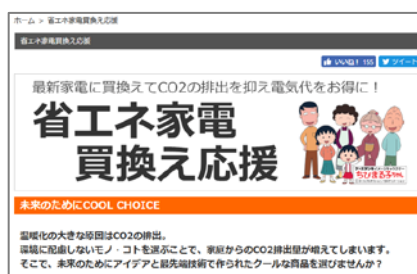 ホーム > 省エネ家電買換え応援
省エネ家電買換え応援
いいね! 155 ツイート
最新家電に買換えてCO2の排出を抑え電気代をお得に!
省エネ家電
買換え応援
ちびまる子ちゃん
未来のためにCOOL CHOICE
温暖化の大きな原因はCO2の排出。
環境に配慮しないモノ・コトを選ぶことで、家庭からのCO2排出量が増えてしまいます。
そこで、未来のためにアイデアと最先端技術で作られたクールな商品を選びませんか?